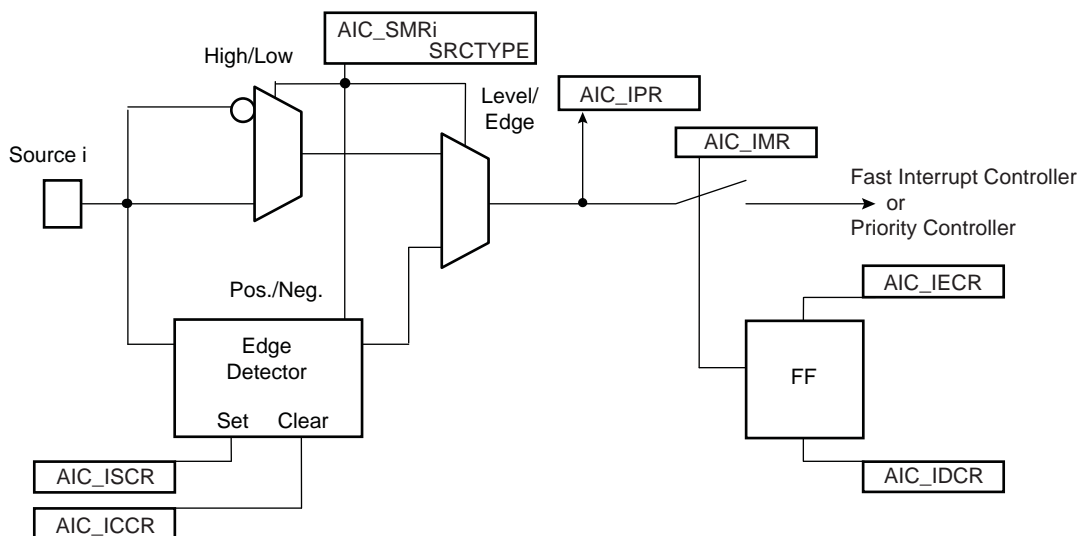 AIC_SMRi
SRCTYPE
High/Low
Level/
Edge
AIC_IPR
AIC_IMR
Source i
Fast Interrupt Controller
or
Priority Controller
Pos./Neg.
AIC_IECR
Edge
Detector
FF
Set Clear
AIC_ISCR
AIC_IDCR
AIC_ICCR